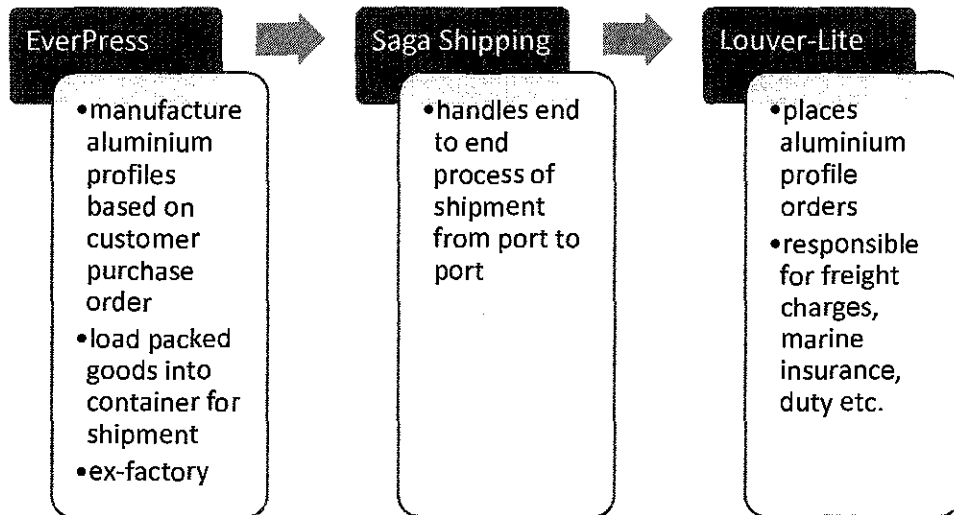 EverPress
•manufacture
aluminium
profiles
based on
customer
purchase
order
•load packed
goods into
container for
shipment
•ex-factory
Saga Shipping
•handles end
to end
process of
shipment
from port to
port
Louver-Lite
•places
aluminium
profile
orders
•responsible
for freight
charges,
marine
insurance,
duty etc.